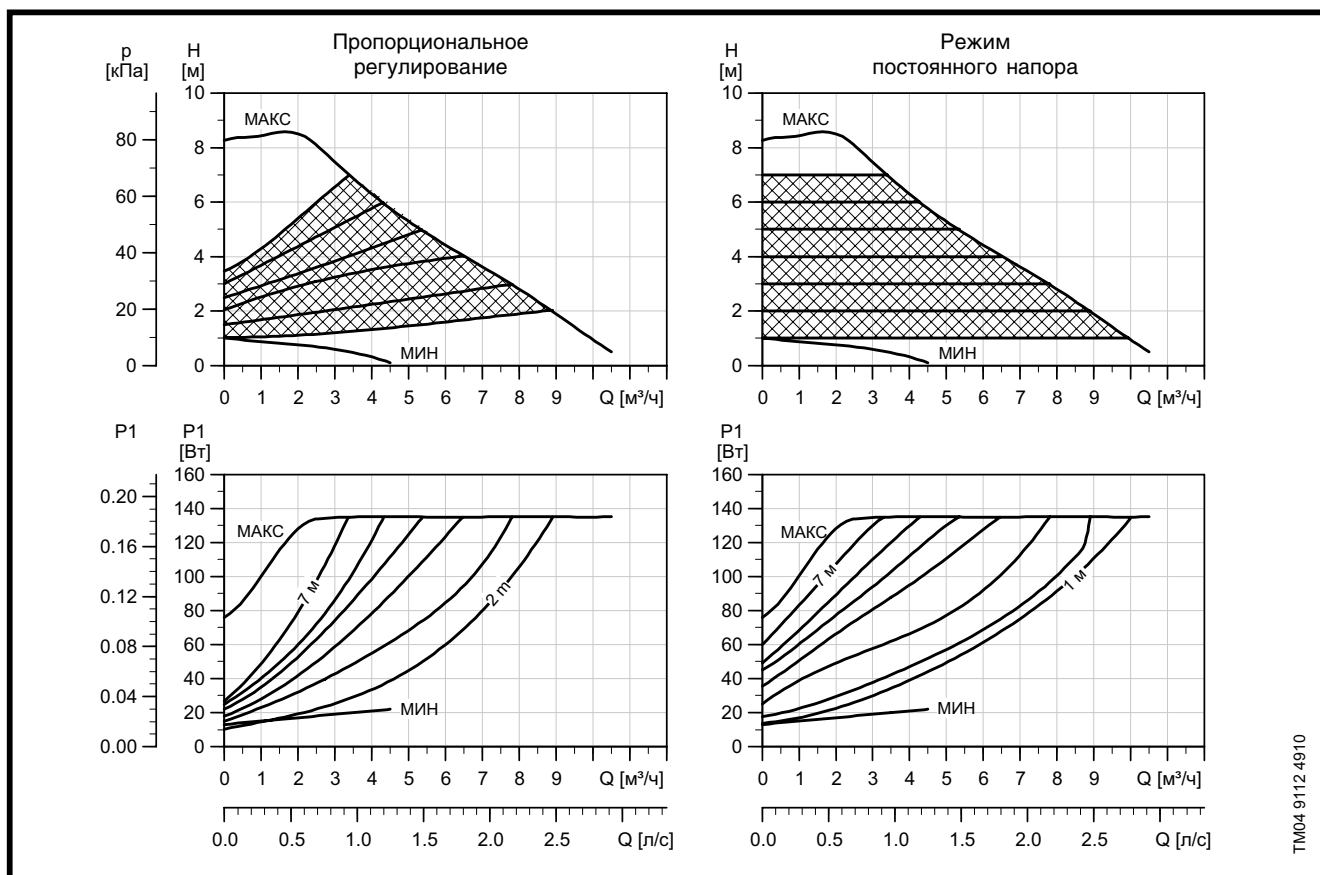 Пропорциональное
регулирование
p
[кПа]
H
[м]
10
8
6
4
2
0
80
60
40
20
0
МАКС
МИН
0 1 2 3 4 5 6 7 8 9 Q [м³/ч]
Режим
постоянного напора
H
[м]
10
8
6
4
2
0
МАКС
МИН
0 1 2 3 4 5 6 7 8 9 Q [м³/ч]
P1
P1
[Вт]
0.20
0.16
0.12
0.08
0.04
0.00
160
140
120
100
80
60
40
20
0
МАКС
7 м
2 m
МИН
0 1 2 3 4 5 6 7 8 9 Q [м³/ч]
0.0 0.5 1.0 1.5 2.0 2.5 Q [л/с]
P1
[Вт]
160
140
120
100
80
60
40
20
0
МАКС
7 м
1 м
МИН
0 1 2 3 4 5 6 7 8 9 Q [м³/ч]
0.0 0.5 1.0 1.5 2.0 2.5 Q [л/с]
TM04 9112 4910